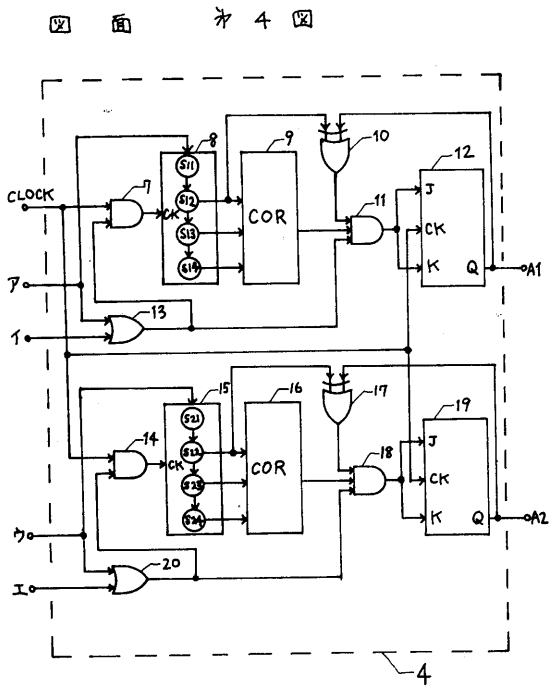 図 面 第 4 図
8 9 10 12
S11
CLOCK 7 S12 11 J
CK COR
S13 CK
S14 K Q A1
ア
13
イ
15 16 17 19
S21
14 S22 18 J
CK COR
S23 CK
S24 K Q A2
ウ
20
エ
4